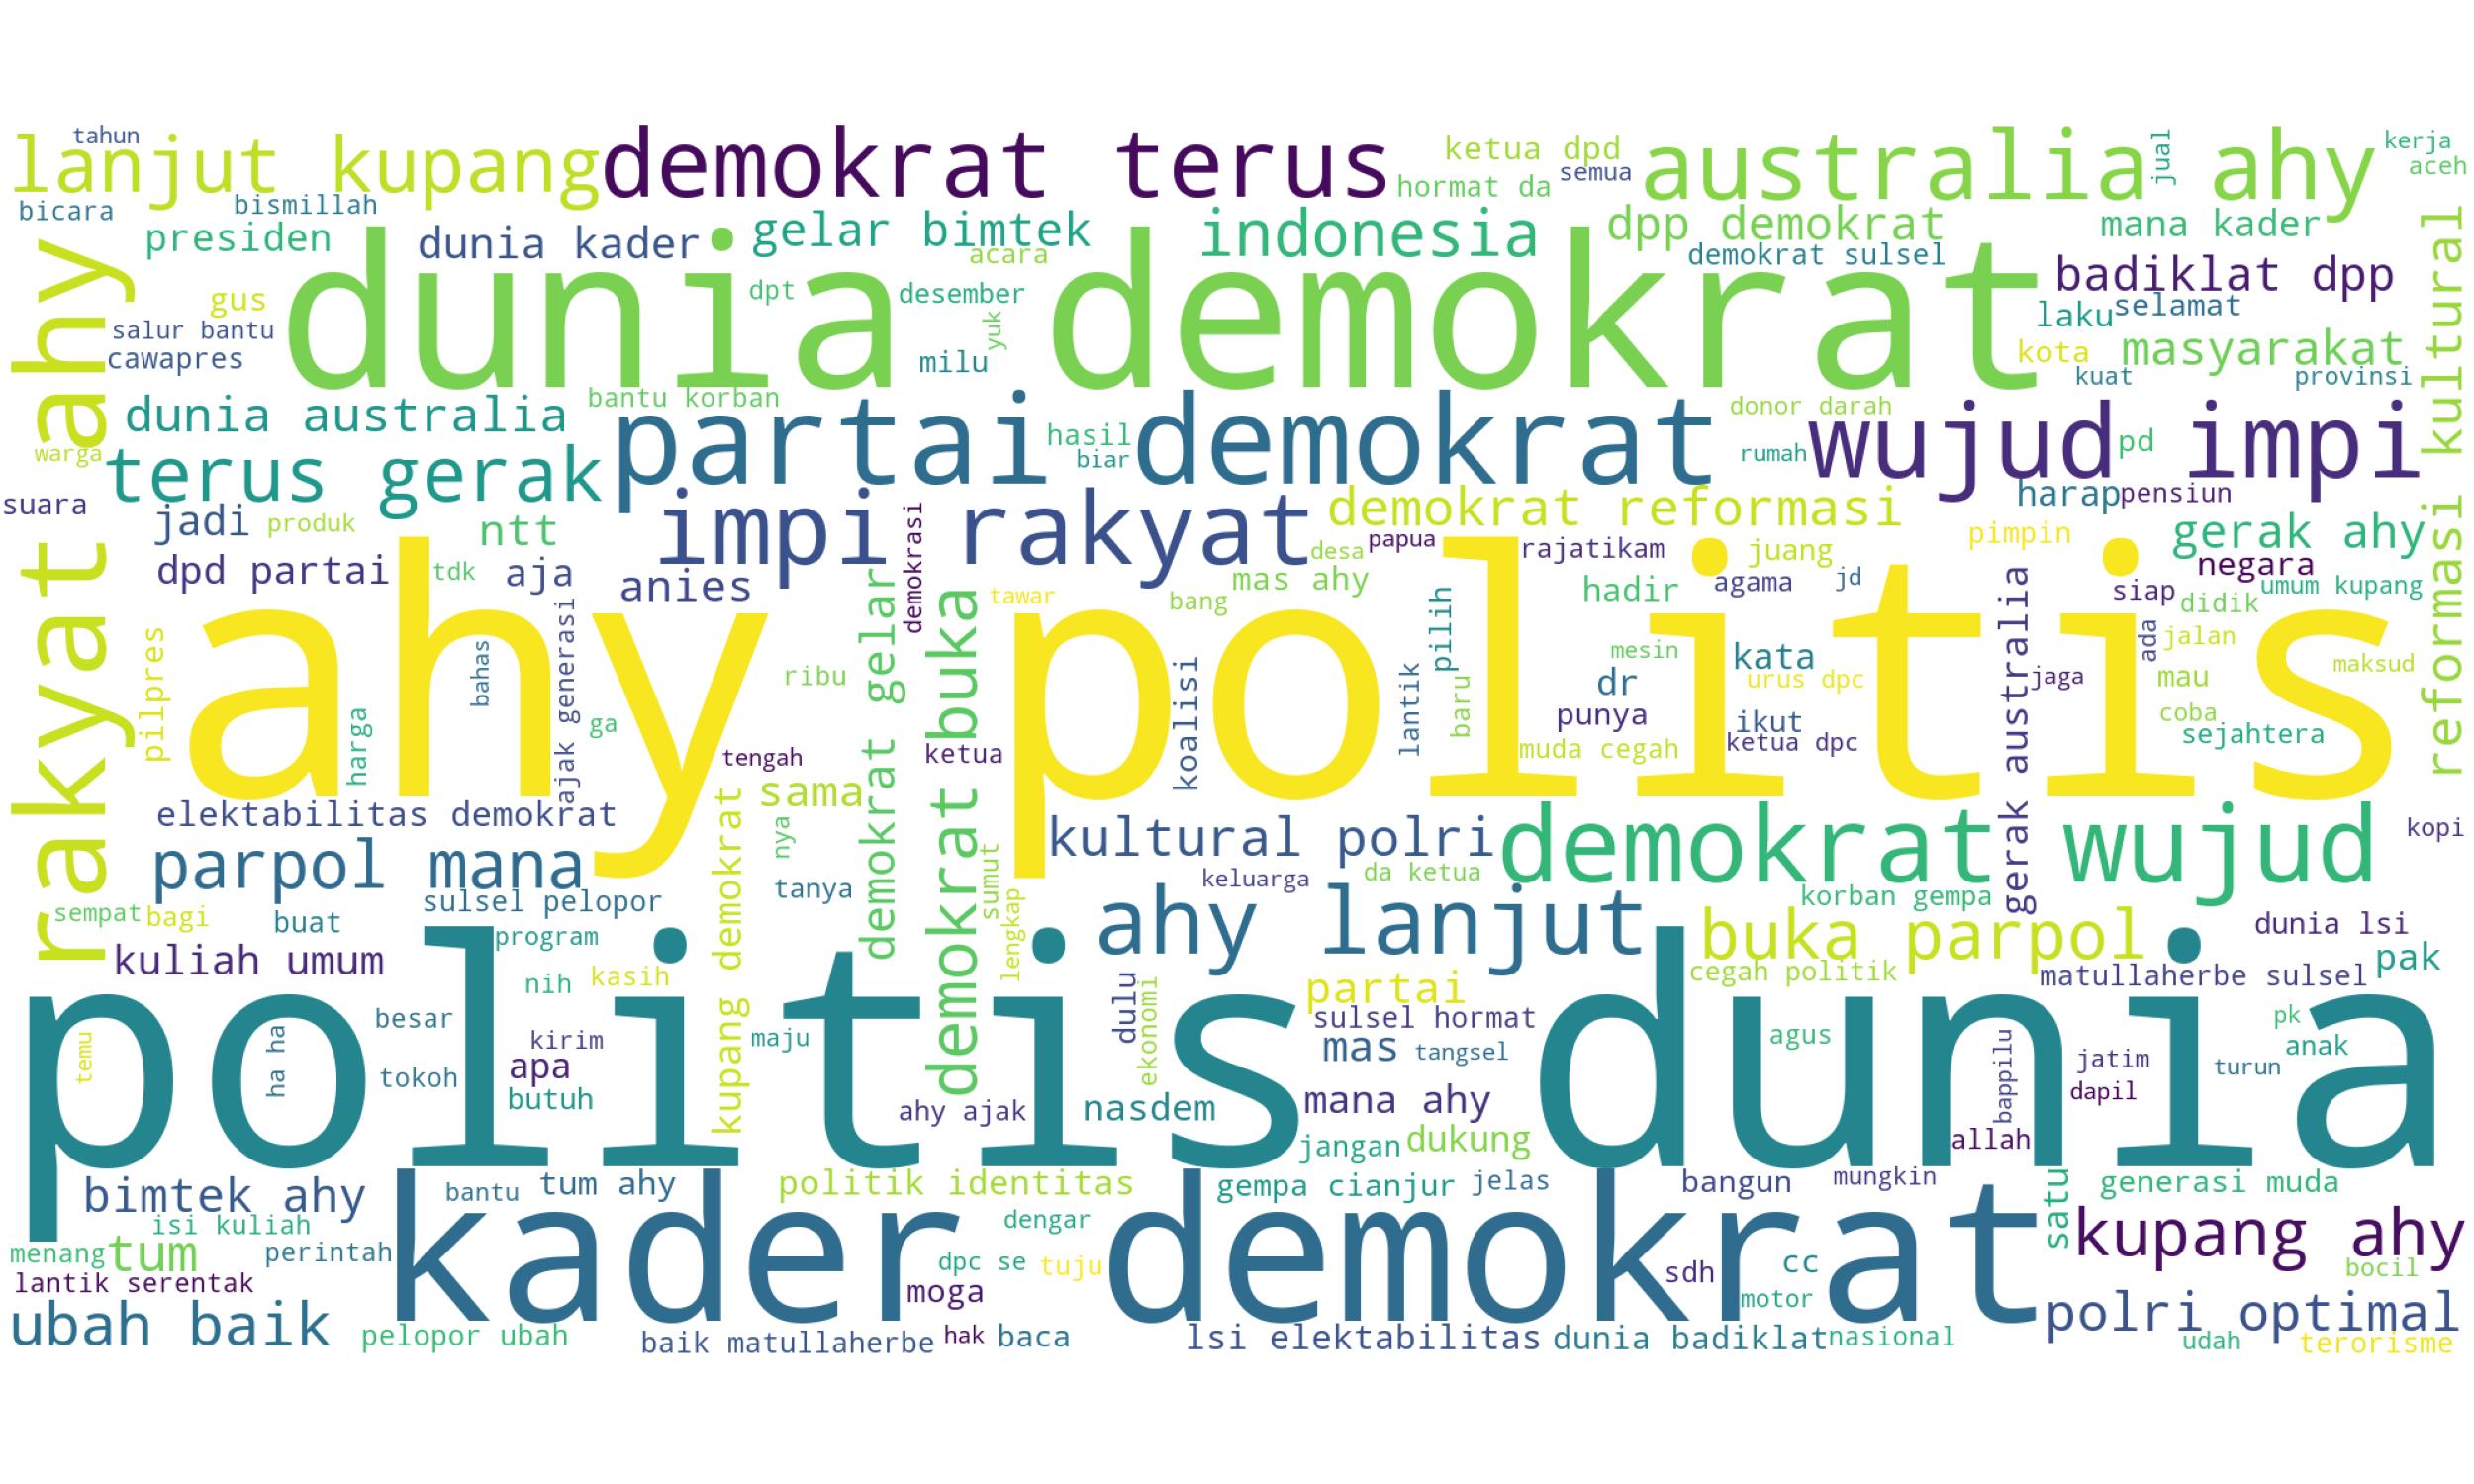 tahun
lanjut kupang
demokrat terus
ketua dpd
hormat da
semua
australia ahy
jual
kerja
aceh
bicara
bismillah
presiden
dunia kader
gelar bimtek
acara
indonesia
dpp demokrat
demokrat sulsel
mana kader
badiklat dpp
reformasi kultural
rakyat ahy
gus
salur bantu
cawapres
dunia demokrat
dpt
desember
yuk
milu
laku
selamat
kota
masyarakat
kuat
provinsi
dunia australia
bantu korban
partai demokrat
hasil
biar
donor darah
rumah
wujud impi
pd
warga
terus gerak
suara
jadi
produk
ntt
impi rakyat
demokrasi
demokrat reformasi
harap
pensiun
desa
papua
rajatikam
juang
pimpin
gerak ahy
negara
dpd partai
tdk
aja
anies
mas ahy
hadir
agama
jd
siap
didik
umum kupang
ahy politis
pilpres
harga
bahas
ajak generasi
ga
ribu
tengah
demokrat gelar
demokrat buka
ketua
tawar
bang
koalisi
lantik
pilih
baru
mesin
kata
dr
urus dpc
punya
ikut
muda cegah
ketua dpc
gerak australia
jaga
ada
jalan
mau
maksud
coba
sejahtera
elektabilitas demokrat
kupang demokrat
sama
nya
kultural polri
demokrat wujud
kopi
parpol mana
tanya
sumut
lengkap
keluarga
da ketua
korban gempa
sempat
bagi
buat
sulsel pelopor
ahy lanjut
buka parpol
dunia lsi
program
kuliah umum
nih
kasih
partai
cegah politik
matullaherbe sulsel
pak
politis dunia
temu
ha ha
besar
kirim
maju
dulu
ekonomi
sulsel hormat
agus
pk
anak
tokoh
apa
butuh
mas
tangsel
bappilu
jatim
turun
dapil
ahy ajak
nasdem
mana ahy
jangan
dukung
allah
bimtek ahy
bantu
tum ahy
politik identitas
gempa cianjur
jelas
bangun
mungkin
satu
generasi muda
isi kuliah
kader demokrat
dengar
kupang ahy
menang
tum
perintah
dpc se
tuju
sdh
cc
bocil
lantik serentak
moga
motor
ubah baik
pelopor ubah
baik matullaherbe
hak
baca
lsi elektabilitas
dunia badiklat
nasional
polri optimal
udah
terorisme